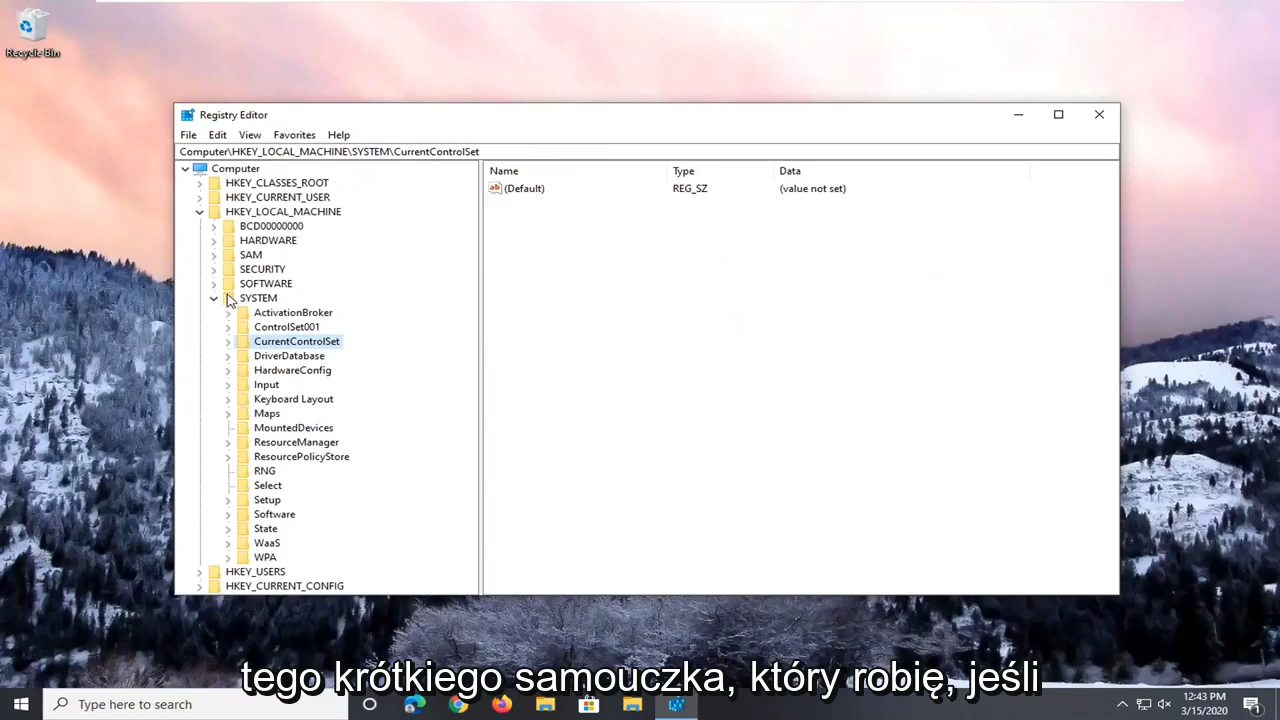 Recycle Bin
Registry Editor
File Edit View Favorites Help
Computer\HKEY_LOCAL_MACHINE\SYSTEM\CurrentControlSet
Computer
HKEY_CLASSES_ROOT
HKEY_CURRENT_USER
HKEY_LOCAL_MACHINE
BCD00000000
HARDWARE
SAM
SECURITY
SOFTWARE
SYSTEM
ActivationBroker
ControlSet001
CurrentControlSet
DriverDatabase
HardwareConfig
Input
Keyboard Layout
Maps
MountedDevices
ResourceManager
ResourcePolicyStore
RNG
Select
Setup
Software
State
WaaS
WPA
HKEY_USERS
HKEY_CURRENT_CONFIG
Name Type Data
(Default) REG_SZ (value not set)
tego krótkiego samouczka, który robię, jeśli
Type here to search
12:43 PM
3/15/2020